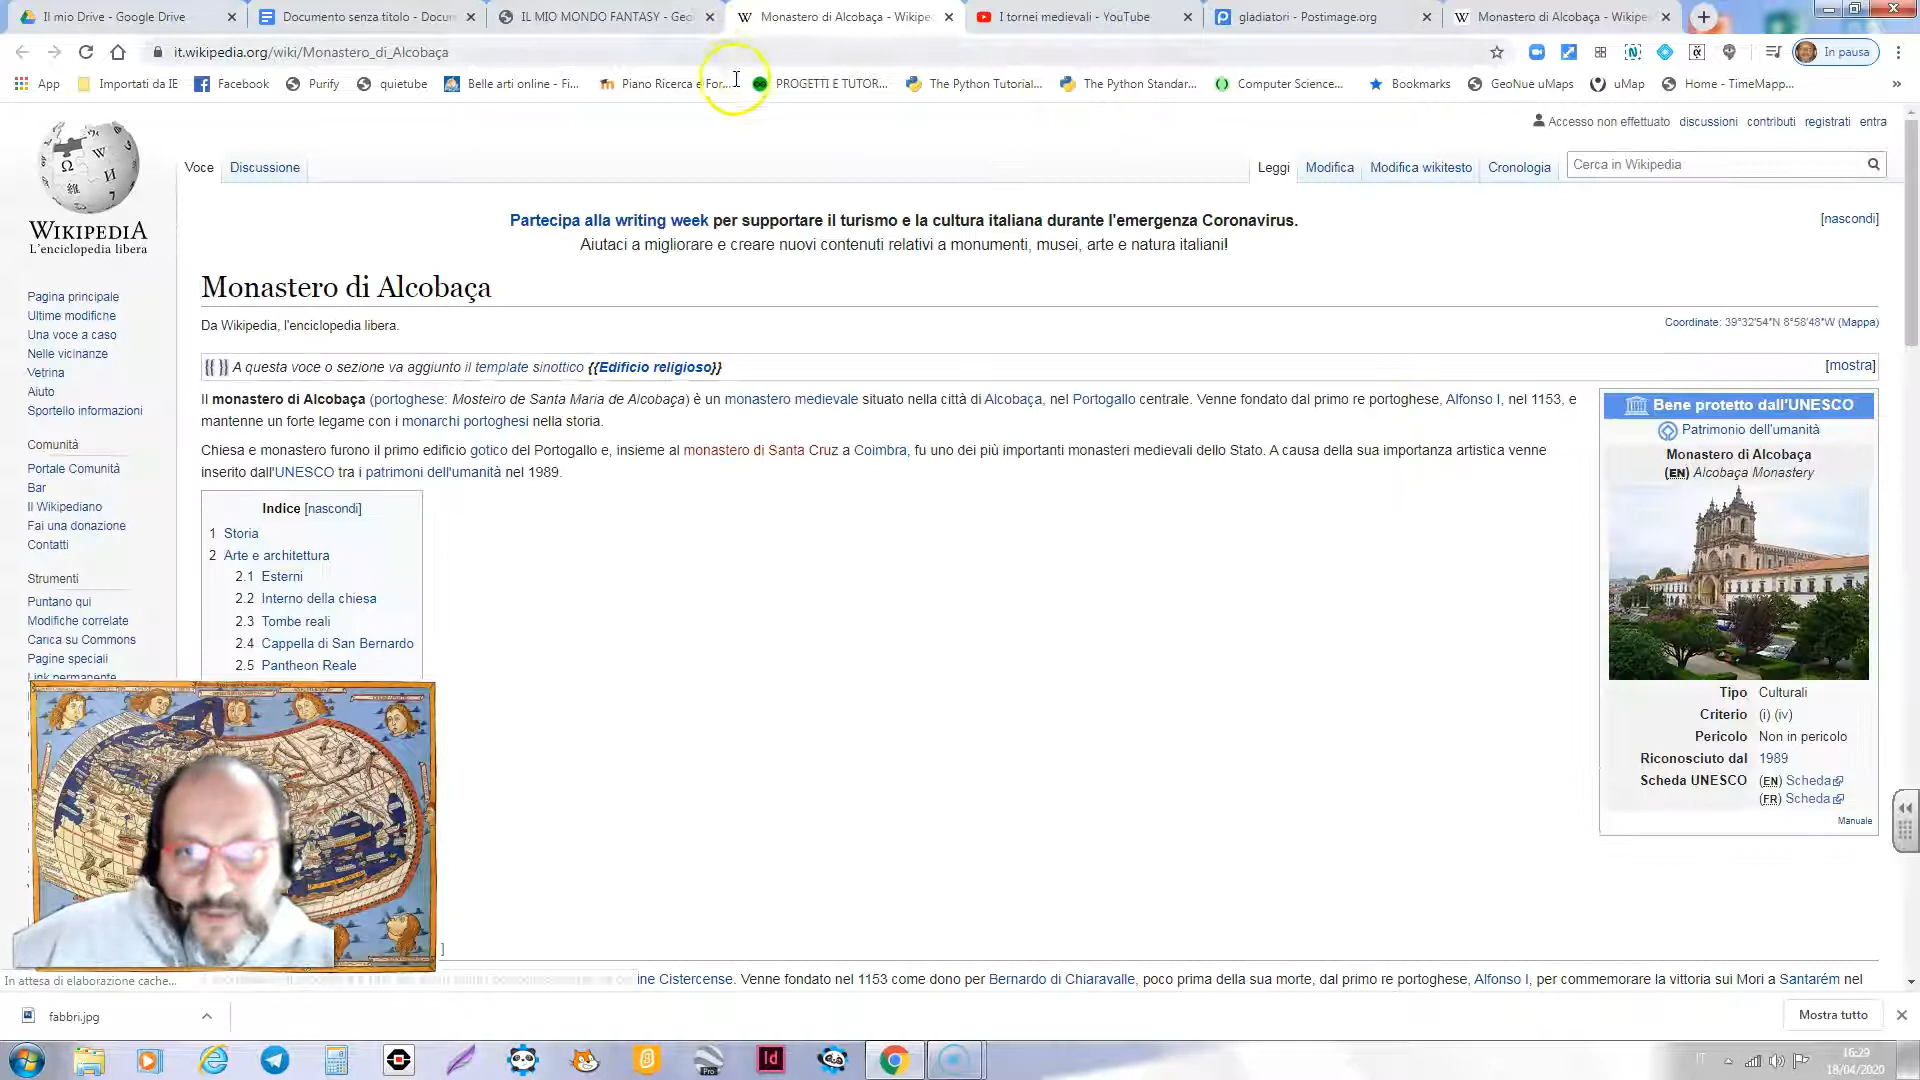 Il mio Drive - Google Drive
Documento senza titolo - Docum
IL MIO MONDO FANTASY - Geo
Monastero di Alcobaça - Wikipe
I tornei medievali - YouTube
gladiatori - Postimage.org
Monastero di Alcobaça - Wikipe
it.wikipedia.org/wiki/Monastero_di_Alcobaça
In pausa
App
Importati da IE
Facebook
Purify
quietube
Belle arti online - Fi...
Piano Ricerca e For...
PROGETTI E TUTOR...
The Python Tutorial...
The Python Standar...
Computer Science...
Bookmarks
GeoNue uMaps
uMap
Home - TimeMapp...
Accesso non effettuato discussioni contributi registrati entra
Voce Discussione
Leggi Modifica Modifica wikitesto Cronologia
Cerca in Wikipedia
WIKIPEDIA
L'enciclopedia libera
Partecipa alla writing week per supportare il turismo e la cultura italiana durante l'emergenza Coronavirus.
[nascondi]
Aiutaci a migliorare e creare nuovi contenuti relativi a monumenti, musei, arte e natura italiani!
Monastero di Alcobaça
Da Wikipedia, l'enciclopedia libera.
Coordinate: 39°32′54″N 8°58′48″W (Mappa)
{{ }} A questa voce o sezione va aggiunto il template sinottico {{Edificio religioso}}
[mostra]
Il monastero di Alcobaça (portoghese: Mosteiro de Santa Maria de Alcobaça) è un monastero medievale situato nella città di Alcobaça, nel Portogallo centrale. Venne fondato dal primo re portoghese, Alfonso I, nel 1153, e
mantenne un forte legame con i monarchi portoghesi nella storia.
Chiesa e monastero furono il primo edificio gotico del Portogallo e, insieme al monastero di Santa Cruz a Coimbra, fu uno dei più importanti monasteri medievali dello Stato. A causa della sua importanza artistica venne
inserito dall'UNESCO tra i patrimoni dell'umanità nel 1989.
Indice [nascondi]
1 Storia
2 Arte e architettura
2.1 Esterni
2.2 Interno della chiesa
2.3 Tombe reali
2.4 Cappella di San Bernardo
2.5 Pantheon Reale
Pagina principale
Ultime modifiche
Una voce a caso
Nelle vicinanze
Vetrina
Aiuto
Sportello informazioni
Comunità
Portale Comunità
Bar
Il Wikipediano
Fai una donazione
Contatti
Strumenti
Puntano qui
Modifiche correlate
Carica su Commons
Pagine speciali
Link permanente
Bene protetto dall'UNESCO
Patrimonio dell'umanità
Monastero di Alcobaça
(EN) Alcobaça Monastery
Tipo Culturali
Criterio (i) (iv)
Pericolo Non in pericolo
Riconosciuto dal 1989
Scheda UNESCO (EN) Scheda
(FR) Scheda
Manuale
]
ine Cistercense. Venne fondato nel 1153 come dono per Bernardo di Chiaravalle, poco prima della sua morte, dal primo re portoghese, Alfonso I, per commemorare la vittoria sui Mori a Santarém nel
In attesa di elaborazione cache...
fabbri.jpg
Mostra tutto
Pro
Id
IT
16:29
18/04/2020